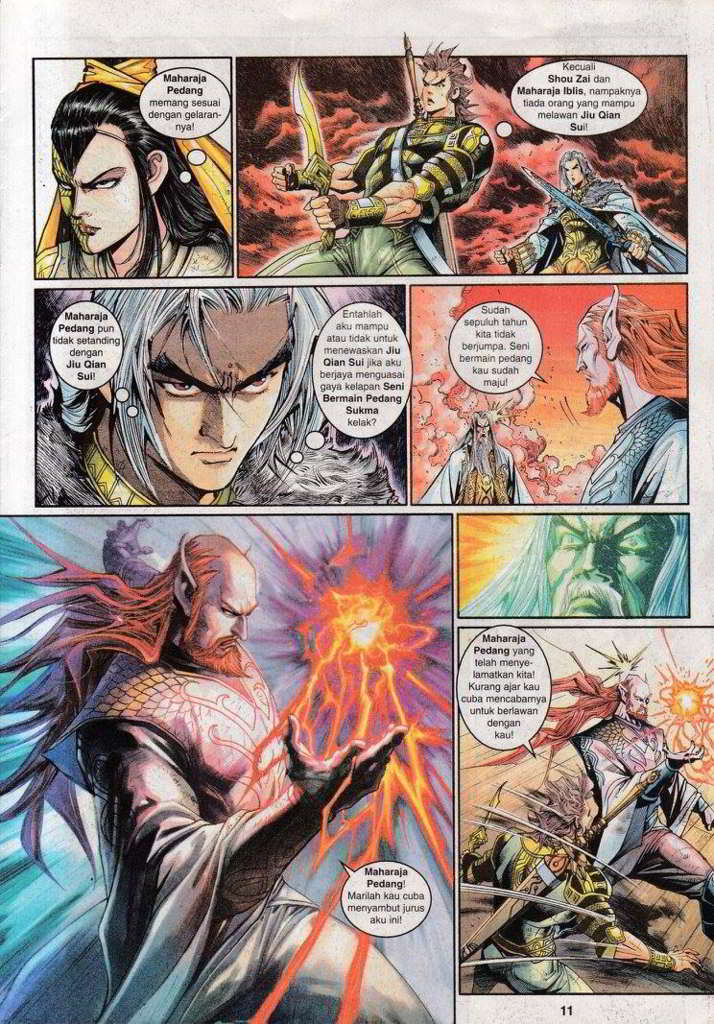 Maharaja
Pedang
memang sesuai
dengan gelaran-
nya!
Kecuali
Shou Zai dan
Maharaja Iblis, nampaknya
tiada orang yang mampu
melawan Jiu Qian
Sui!
Maharaja
Pedang pun
tidak setanding
dengan
Jiu Qian
Sui!
Entahlah
aku mampu
atau tidak untuk
menewaskan Jiu
Qian Sui jika aku
berjaya menguasai
gaya kelapan Seni
Bermain Pedang
Sukma
kelak?
Sudah
sepuluh tahun
kita tidak
berjumpa. Seni
bermain pedang
kau sudah
maju!
Maharaja
Pedang!
Marilah kau cuba
menyambut jurus
aku ini!
Maharaja
Pedang yang
telah menye-
lamatkan kita!
Kurang ajar kau
cuba mencabarnya
untuk berlawan
dengan
kau!
11